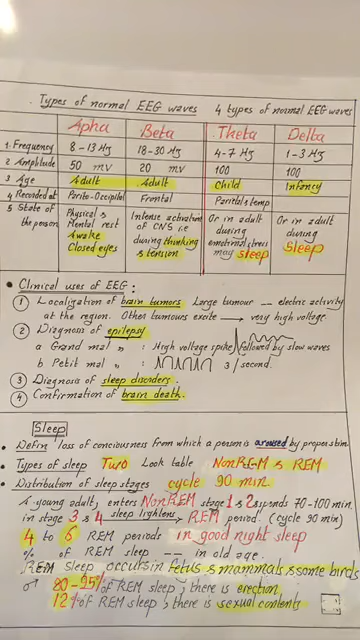 Types of normal EEG waves 4 types of normal EEG waves
Apha Beta Theta Delta
1. Frequency 8-13 Hz 18-30 Hz 4-7 Hz 1-3 Hz
2 Amplitude 50 mv 20 mv 100 100
3 Age Adult Adult Child Infancy
4 Recorded at Parito-Occipital Frontal Parietal & temp
5 State of the person Physical & Mental rest Awake Closed eyes Intense activation of CNS i.e during thinking & tension Or in adult during emotional stress may sleep Or in adult during Sleep
• Clinical uses of EEG :
① Localization of brain tumors Large tumour — electric activity
at the region. Other tumours excite → very high voltage.
② Diagnosis of epilepsy
a Grand mal " : High voltage spike followed by slow waves
b Petit mal " : 3/second.
③ Diagnosis of sleep disorders.
④ Confirmation of brain death.
Sleep
• Defin loss of conciousness from which a person is aroused by proper stim
• Types of sleep Two Look table NonREM & REM
• Distribution of sleep stages cycle 90 min.
A young adult, enters NonREM stage 1 & 2 spends 70-100 min.
in stage 3 & 4 sleep lightens → REM period. (cycle 90 min)
4 to 6 REM periods in good night sleep
% of REM sleep -- in old age.
REM sleep occurs in fetus & mammals & some birds
of 80-95% of REM sleep ; there is erection
12% of REM sleep, there is sexual contents